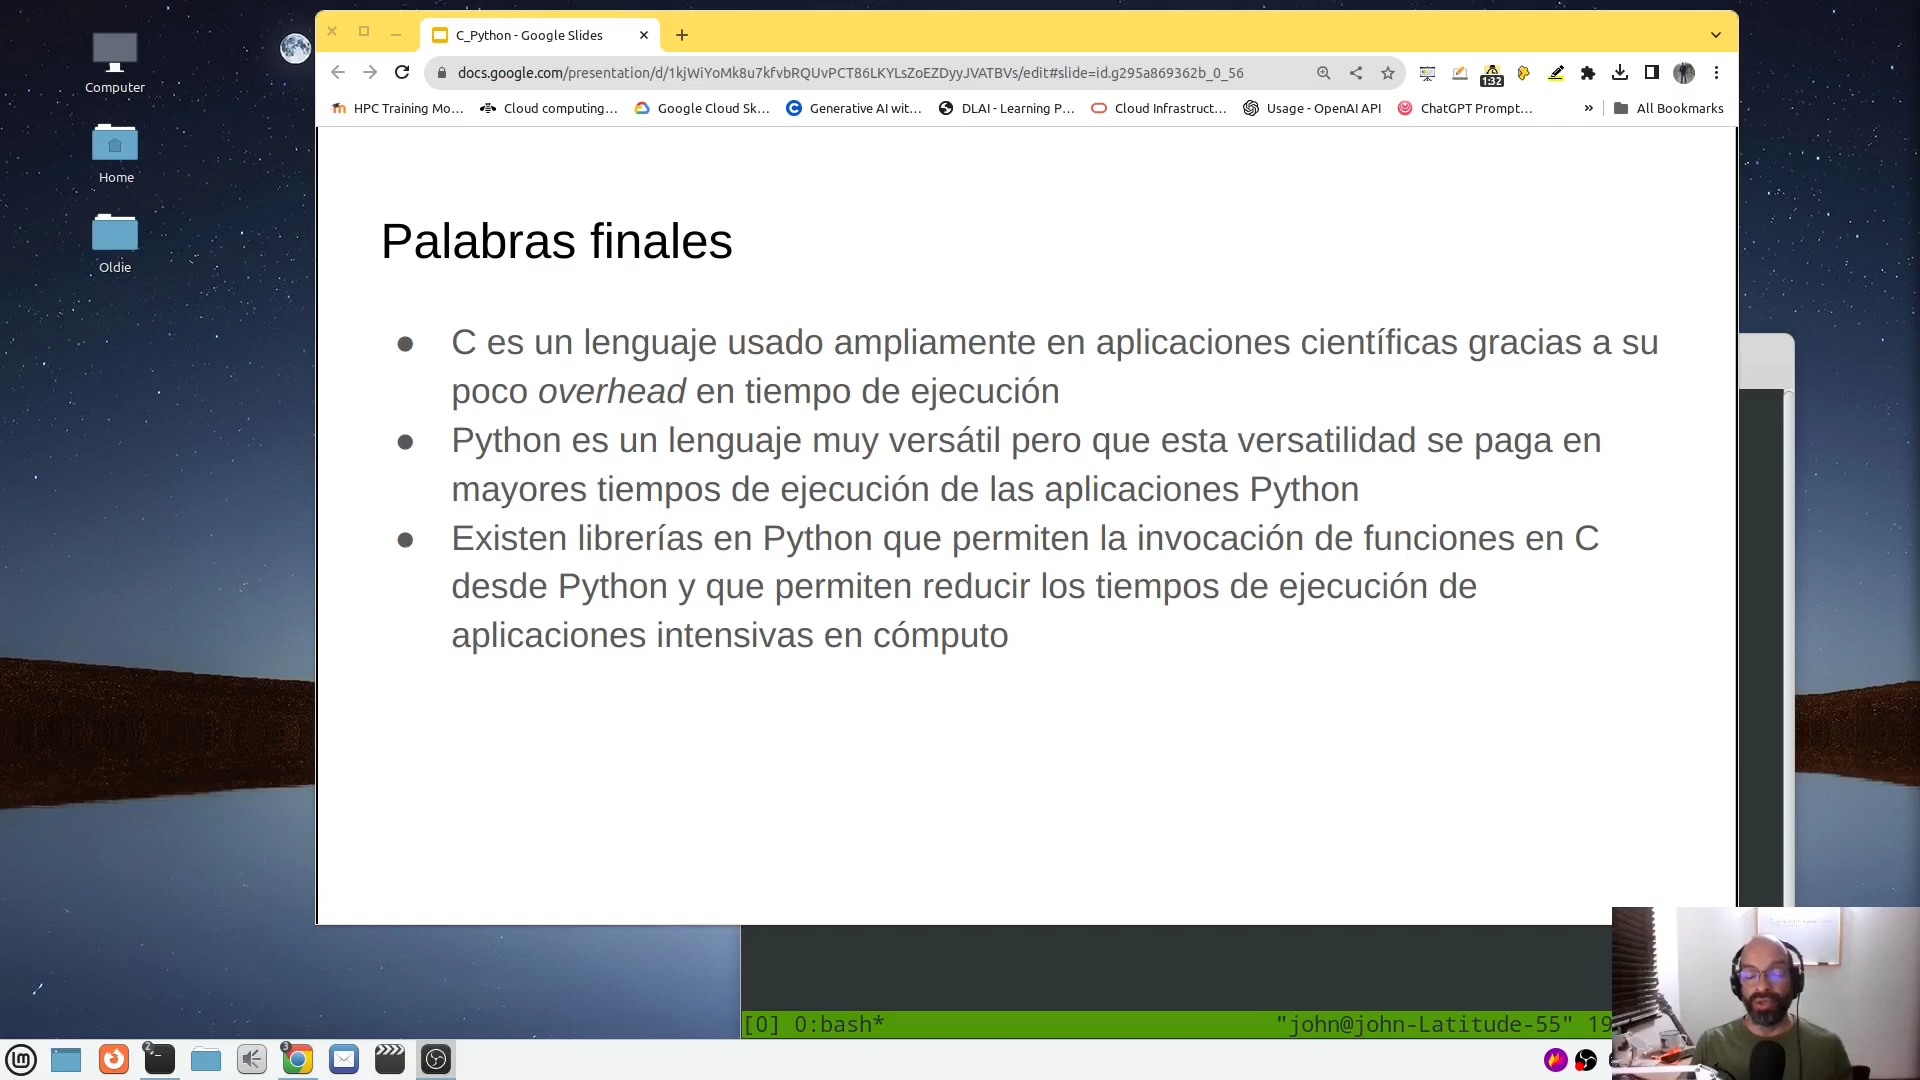 Computer
Home
Oldie
C_Python - Google Slides
docs.google.com/presentation/d/1kjWiYoMk8u7kfvbRQUvPCT86LKYLsZoEZDyyJVATBVs/edit#slide=id.g295a869362b_0_56
1:32
HPC Training Mo...
Cloud computing...
Google Cloud Sk...
Generative AI wit...
DLAI - Learning P...
Cloud Infrastruct...
Usage - OpenAI API
ChatGPT Prompt...
»
All Bookmarks
Palabras finales
● C es un lenguaje usado ampliamente en aplicaciones científicas gracias a su
poco overhead en tiempo de ejecución
● Python es un lenguaje muy versátil pero que esta versatilidad se paga en
mayores tiempos de ejecución de las aplicaciones Python
● Existen librerías en Python que permiten la invocación de funciones en C
desde Python y que permiten reducir los tiempos de ejecución de
aplicaciones intensivas en cómputo
[0] 0:bash* "john@john-Latitude-55" 19
2
3